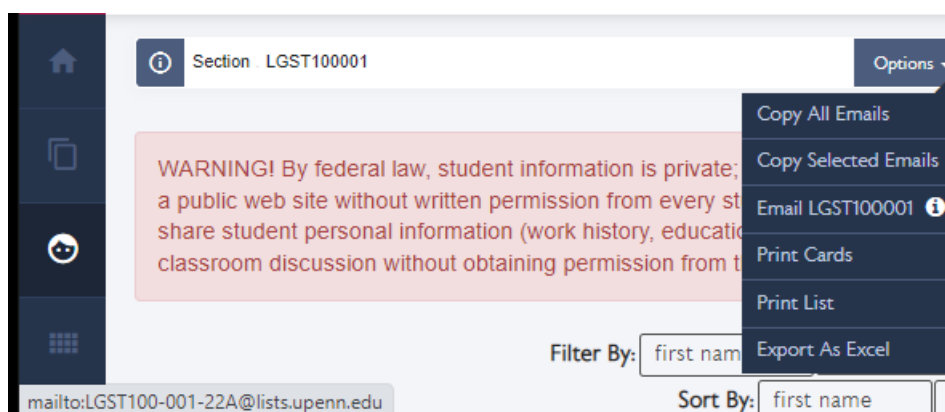 Section LGST100001
Options
Copy All Emails
Copy Selected Emails
Email LGST100001
Print Cards
Print List
Export As Excel
WARNING! By federal law, student information is private;
a public web site without written permission from every st
share student personal information (work history, educatio
classroom discussion without obtaining permission from t
Filter By: first nam
Sort By: first name
mailto:LGST100-001-22A@lists.upenn.edu